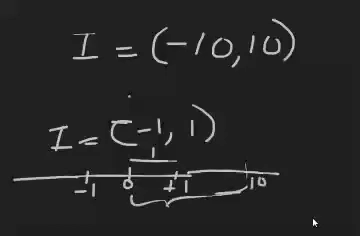 I = (-10, 10)
I = (-1, 1)
-1 0 +1 10